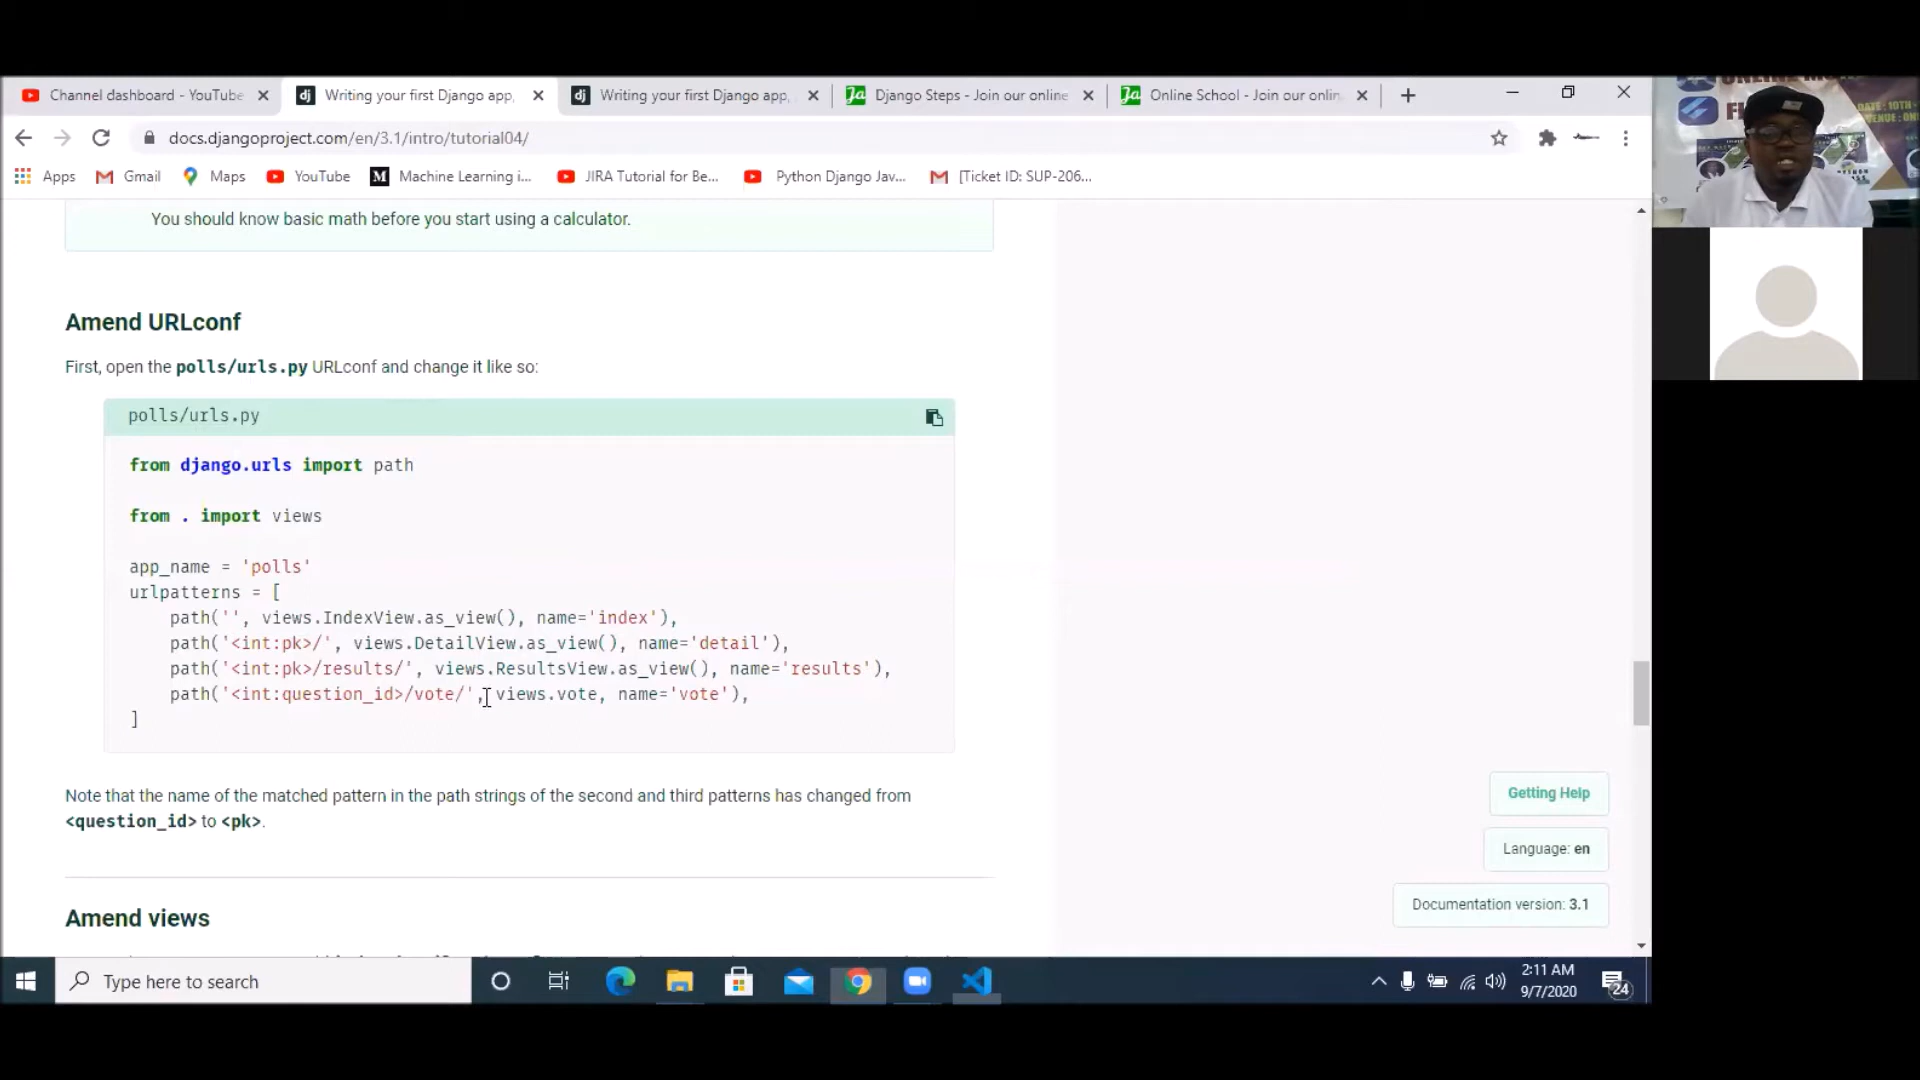 Channel dashboard - YouTube
Writing your first Django app,
Writing your first Django app,
Django Steps - Join our online
Online School - Join our onlin
docs.djangoproject.com/en/3.1/intro/tutorial04/
Apps
Gmail
Maps
YouTube
Machine Learning i...
JIRA Tutorial for Be...
Python Django Jav...
[Ticket ID: SUP-206...
You should know basic math before you start using a calculator.
Amend URLconf
First, open the polls/urls.py URLconf and change it like so:
polls/urls.py
from django.urls import path
from . import views
app_name = 'polls'
urlpatterns = [
path('', views.IndexView.as_view(), name='index'),
path('<int:pk>/', views.DetailView.as_view(), name='detail'),
path('<int:pk>/results/', views.ResultsView.as_view(), name='results'),
path('<int:question_id>/vote/', views.vote, name='vote'),
]
Note that the name of the matched pattern in the path strings of the second and third patterns has changed from
<question_id> to <pk>.
Amend views
Getting Help
Language: en
Documentation version: 3.1
Type here to search
2:11 AM
9/7/2020
24